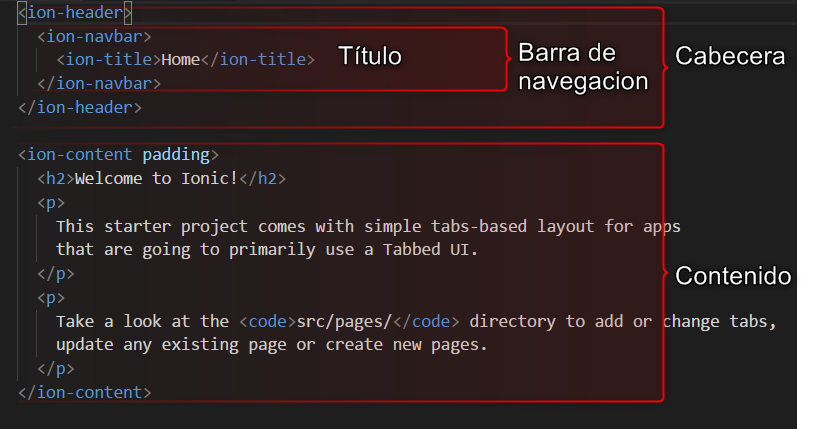 <ion-header>
<ion-navbar>
<ion-title>Home</ion-title>
</ion-navbar>
</ion-header>
Título
Barra de
navegacion
Cabecera
<ion-content padding>
<h2>Welcome to Ionic!</h2>
<p>
This starter project comes with simple tabs-based layout for apps
that are going to primarily use a Tabbed UI.
</p>
<p>
Take a look at the <code>src/pages/</code> directory to add or change tabs,
update any existing page or create new pages.
</p>
</ion-content>
Contenido